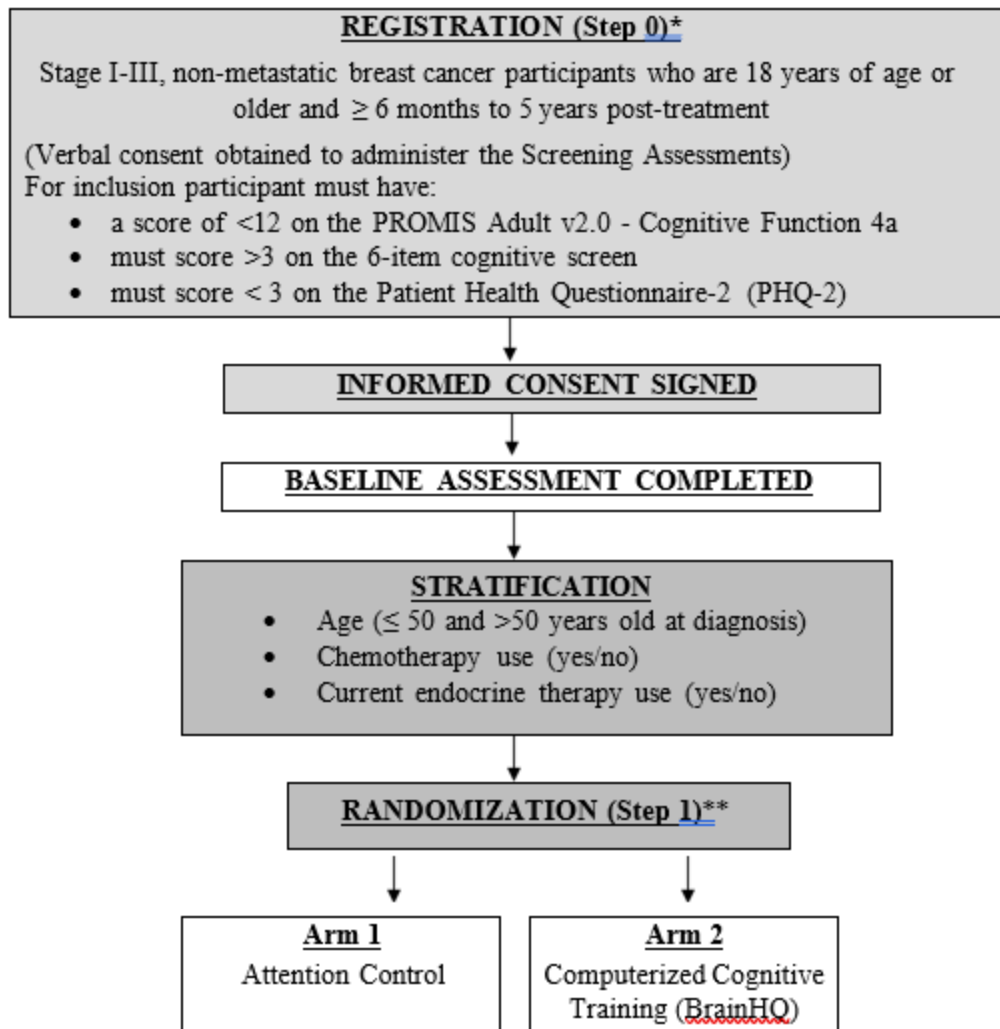 REGISTRATION (Step 0)*
Stage I-III, non-metastatic breast cancer participants who are 18 years of age or
older and ≥ 6 months to 5 years post-treatment
(Verbal consent obtained to administer the Screening Assessments)
For inclusion participant must have:
• a score of <12 on the PROMIS Adult v2.0 - Cognitive Function 4a
• must score >3 on the 6-item cognitive screen
• must score < 3 on the Patient Health Questionnaire-2 (PHQ-2)
INFORMED CONSENT SIGNED
BASELINE ASSESSMENT COMPLETED
STRATIFICATION
• Age (≤ 50 and >50 years old at diagnosis)
• Chemotherapy use (yes/no)
• Current endocrine therapy use (yes/no)
RANDOMIZATION (Step 1)**
Arm 1
Attention Control
Arm 2
Computerized Cognitive
Training (BrainHQ)